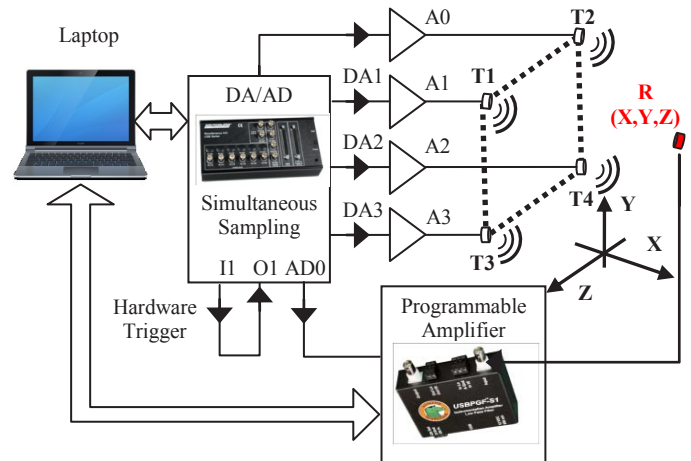 Laptop
A0
T2
DA/AD
DA1
A1
T1
R
(X,Y,Z)
DA2
A2
Simultaneous
Sampling
T4
DA3
A3
T3
Y
X
Z
I1
O1
AD0
Hardware
Trigger
Programmable
Amplifier
USBPGF-S1